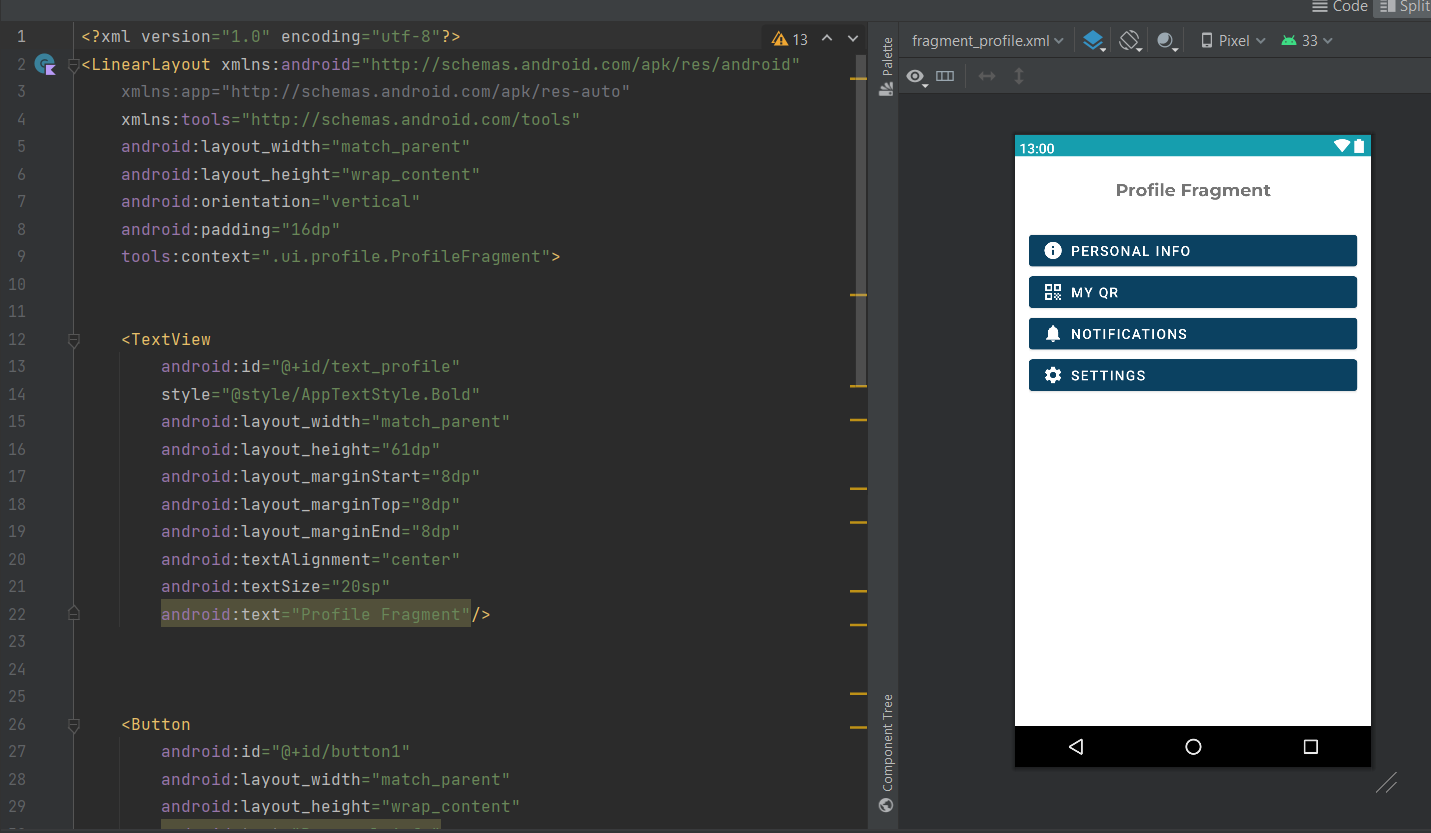 Code
Split
1 <?xml version="1.0" encoding="utf-8"?>
13
2 <LinearLayout xmlns:android="http://schemas.android.com/apk/res/android"
3 xmlns:app="http://schemas.android.com/apk/res-auto"
4 xmlns:tools="http://schemas.android.com/tools"
5 android:layout_width="match_parent"
6 android:layout_height="wrap_content"
7 android:orientation="vertical"
8 android:padding="16dp"
9 tools:context=".ui.profile.ProfileFragment">
10
11
12 <TextView
13 android:id="@+id/text_profile"
14 style="@style/AppTextStyle.Bold"
15 android:layout_width="match_parent"
16 android:layout_height="61dp"
17 android:layout_marginStart="8dp"
18 android:layout_marginTop="8dp"
19 android:layout_marginEnd="8dp"
20 android:textAlignment="center"
21 android:textSize="20sp"
22 android:text="Profile Fragment"/>
23
24
25
26 <Button
27 android:id="@+id/button1"
28 android:layout_width="match_parent"
29 android:layout_height="wrap_content"
Palette
Component Tree
fragment_profile.xml
Pixel
33
13:00
Profile Fragment
PERSONAL INFO
MY QR
NOTIFICATIONS
SETTINGS